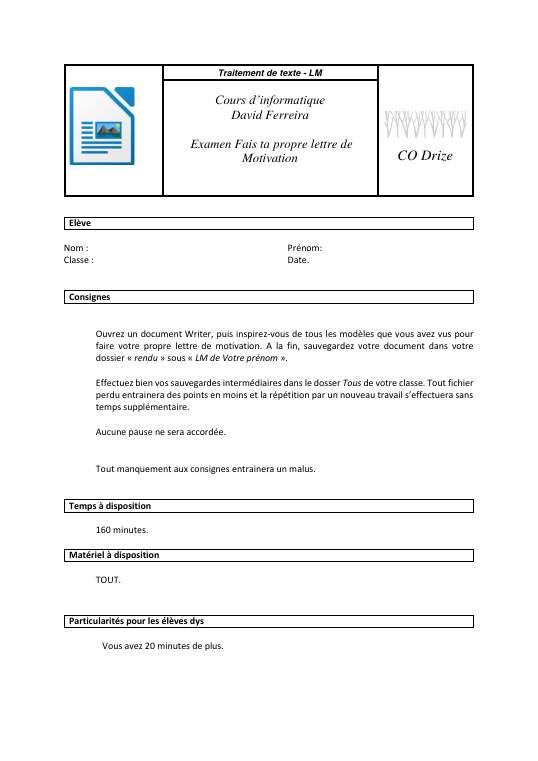 Traitement de texte - LM
Cours d’informatique
David Ferreira
Examen Fais ta propre lettre de
Motivation
CO Drize
Elève
Nom :
Prénom:
Classe :
Date.
Consignes
Ouvrez un document Writer, puis inspirez-vous de tous les modèles que vous avez vus pour
faire votre propre lettre de motivation. A la fin, sauvegardez votre document dans votre
dossier « rendu » sous « LM de Votre prénom ».
Effectuez bien vos sauvegardes intermédiaires dans le dosser Tous de votre classe. Tout fichier
perdu entrainera des points en moins et la répétition par un nouveau travail s’effectuera sans
temps supplémentaire.
Aucune pause ne sera accordée.
Tout manquement aux consignes entrainera un malus.
Temps à disposition
160 minutes.
Matériel à disposition
TOUT.
Particularités pour les élèves dys
Vous avez 20 minutes de plus.